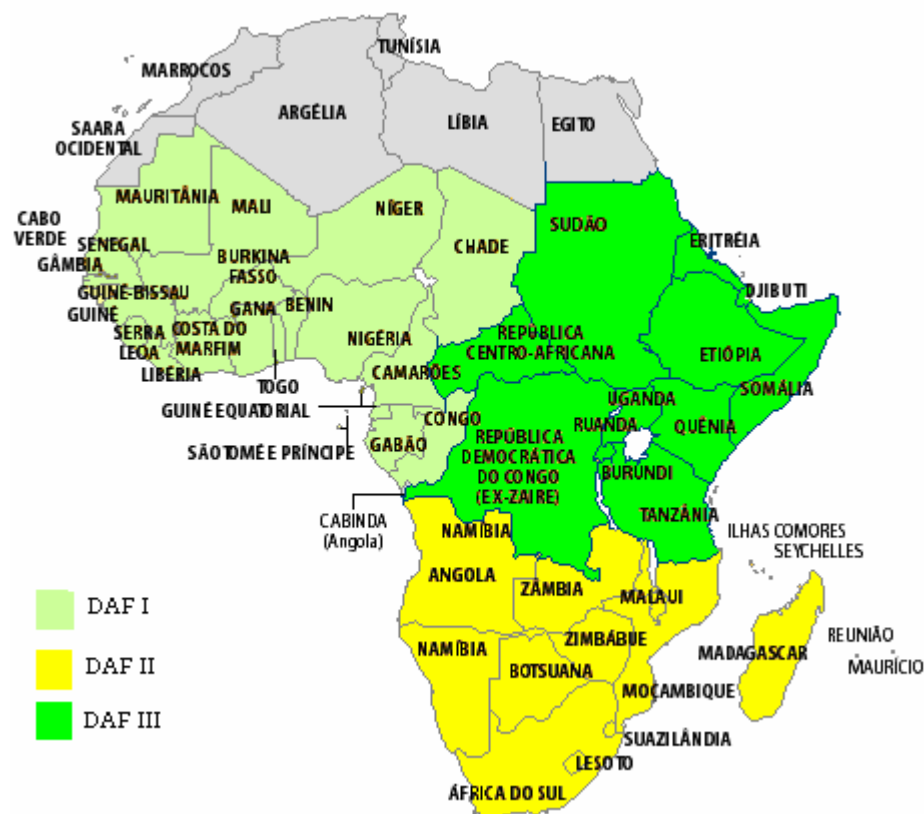 TUNÍSIA
MARROCOS
ARGÉLIA
LÍBIA
EGITO
SAARA
OCIDENTAL
MAURITÂNIA
MALI
NÍGER
CHADE
SUDÃO
ERITRÉIA
CABO
VERDE
SENEGAL
GÂMBIA
BURKINA
FASSO
DJIBUTI
GUINÉ-BISSAU
GUINÉ
GANA
BENIN
SERRA
LEOA
COSTA DO
MARFIM
NIGÉRIA
REPÚBLICA
CENTRO-AFRICANA
ETIÓPIA
LIBÉRIA
TOGO
CAMARÕES
SOMÁLIA
GUINÉ EQUATORIAL
CONGO
UGANDA
RUANDA
QUÊNIA
SÃO TOMÉ E PRÍNCIPE
GABÃO
REPÚBLICA
DEMOCRÁTICA
DO CONGO
(EX-ZAIRE)
BURUNDI
TANZÂNIA
CABINDA
(Angola)
NAMÍBIA
ILHAS COMORES
SEYCHELLES
ANGOLA
ZÂMBIA
MALAUI
DAF I
ZIMBÁBUE
NAMÍBIA
BOTSUANA
MADAGASCAR
REUNIÃO
MAURÍCIO
DAF II
MOÇAMBIQUE
DAF III
SUAZILÂNDIA
LESOTO
ÁFRICA DO SUL